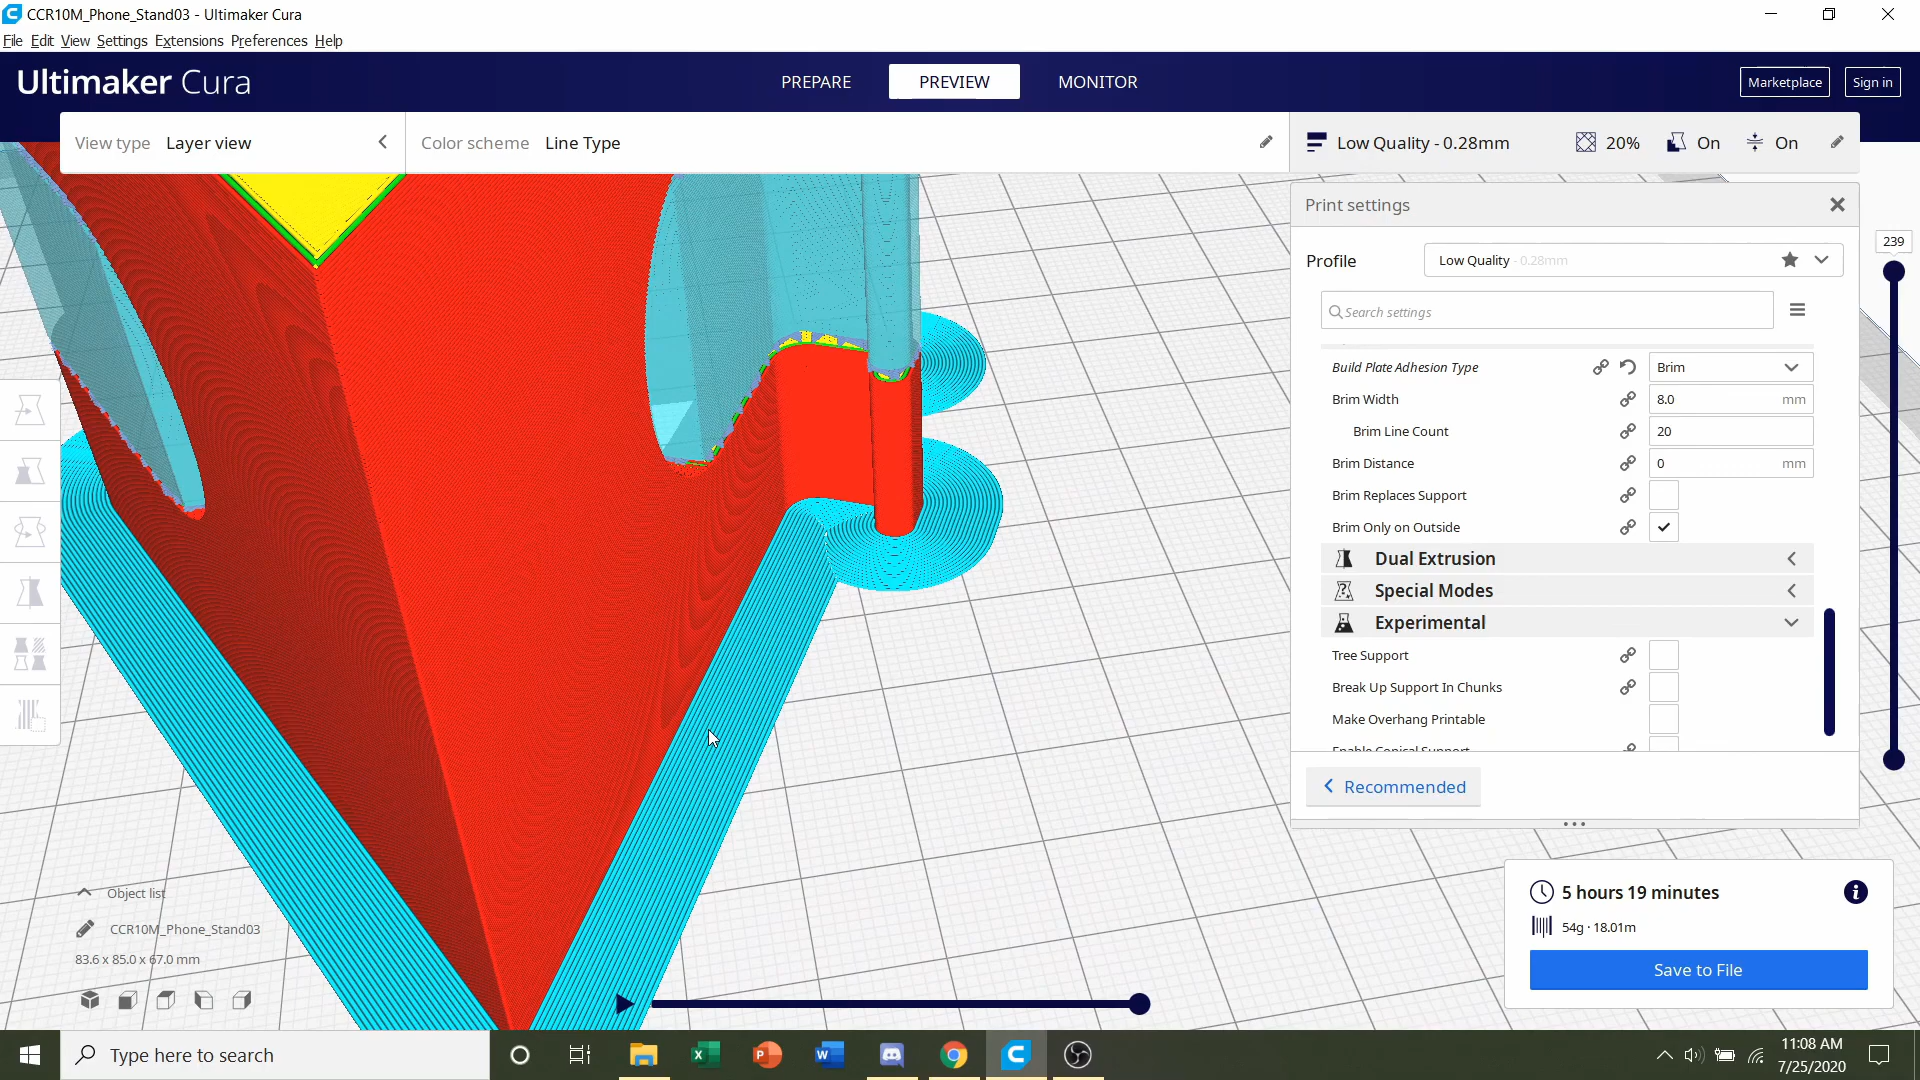 CCR10M_Phone_Stand03 - Ultimaker Cura
File Edit View Settings Extensions Preferences Help
Ultimaker Cura
PREPARE
PREVIEW
MONITOR
Marketplace
Sign in
View type Layer view
Color scheme Line Type
Low Quality - 0.28mm
20%
On
On
Print settings
239
Profile
Low Quality - 0.28mm
Search settings
Build Plate Adhesion Type
Brim
Brim Width
8.0 mm
Brim Line Count
20
Brim Distance
0 mm
Brim Replaces Support
Brim Only on Outside
Dual Extrusion
Special Modes
Experimental
Tree Support
Break Up Support In Chunks
Make Overhang Printable
Enable Conical Support
Recommended
Object list
CCR10M_Phone_Stand03
83.6 x 85.0 x 67.0 mm
5 hours 19 minutes
54g · 18.01m
Save to File
Type here to search
11:08 AM
7/25/2020